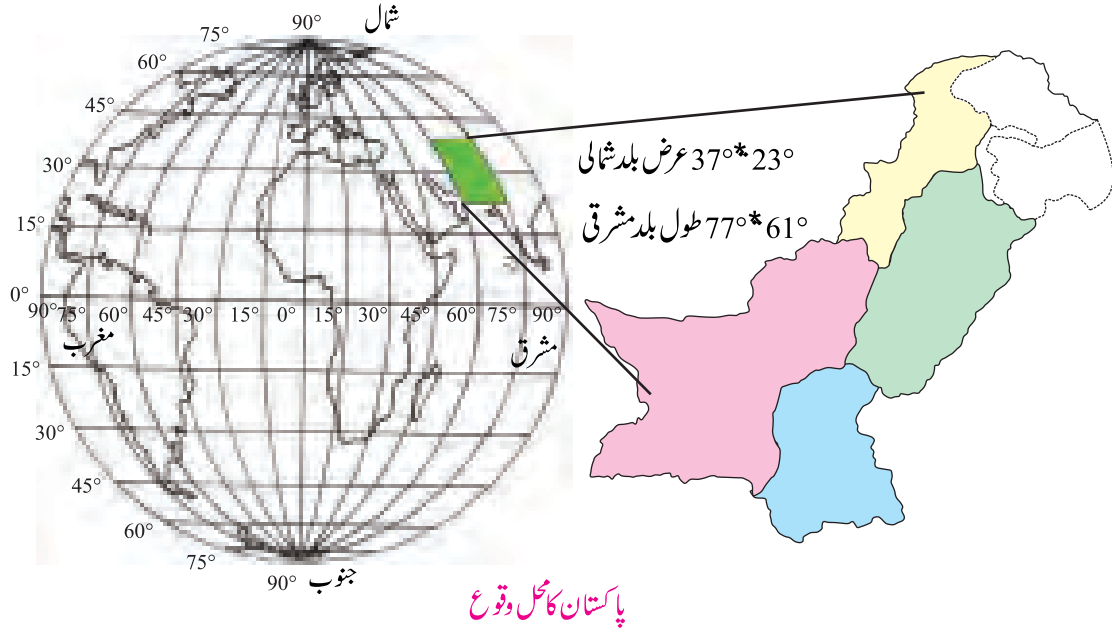 شمال
90°
75°
60°
45°
30°
15°
0°
90° 75° 60° 45° 30° 15° 0° 15° 30° 45° 60° 75° 90°
مغرب
مشرق
15°
30°
45°
60°
75°
90°
جنوب
23°*37° عرض بلد شمالی
61°*77° طول بلد مشرقی
پاکستان کا محل وقوع